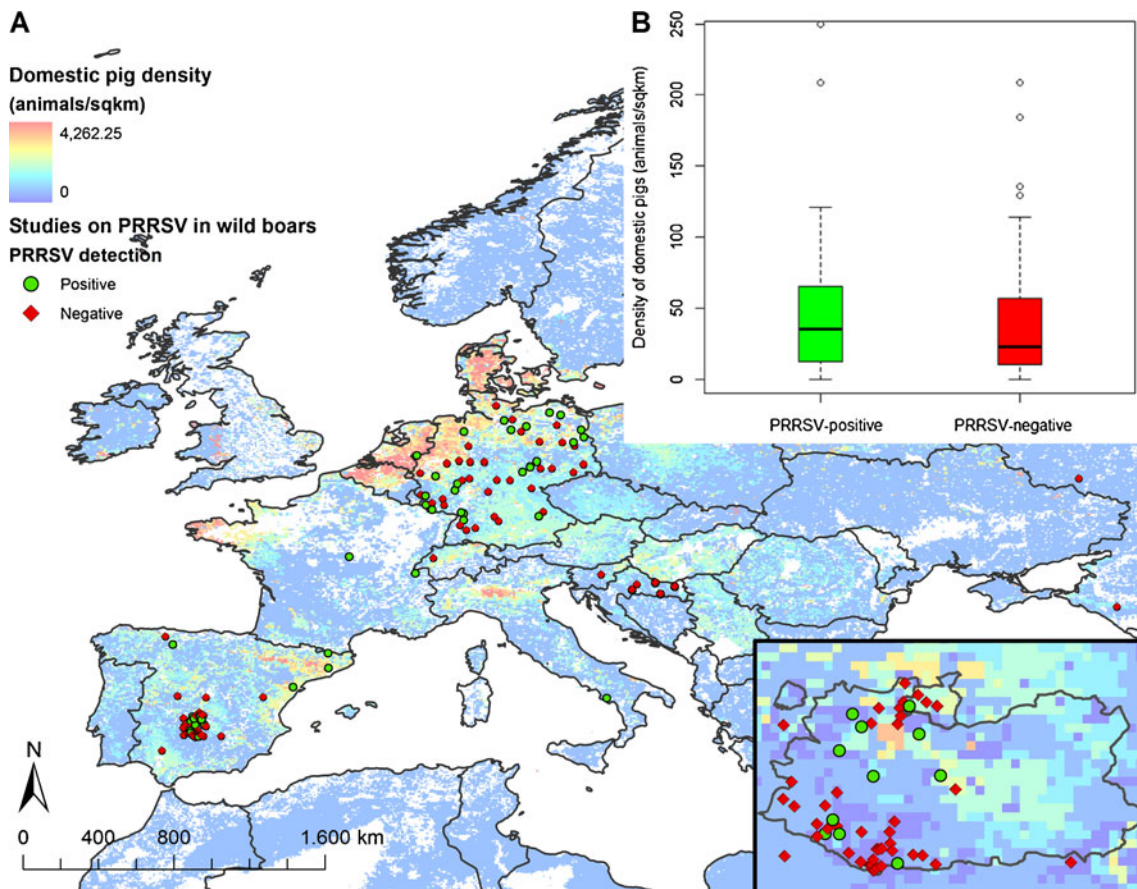 A
Domestic pig density
(animals/sqkm)
4,262.25
0
Studies on PRRSV in wild boars
PRRSV detection
Positive
Negative
N
0 400 800 1.600 km
B
Density of domestic pigs (animals/sqkm)
250
200
150
100
50
0
PRRSV-positive PRRSV-negative